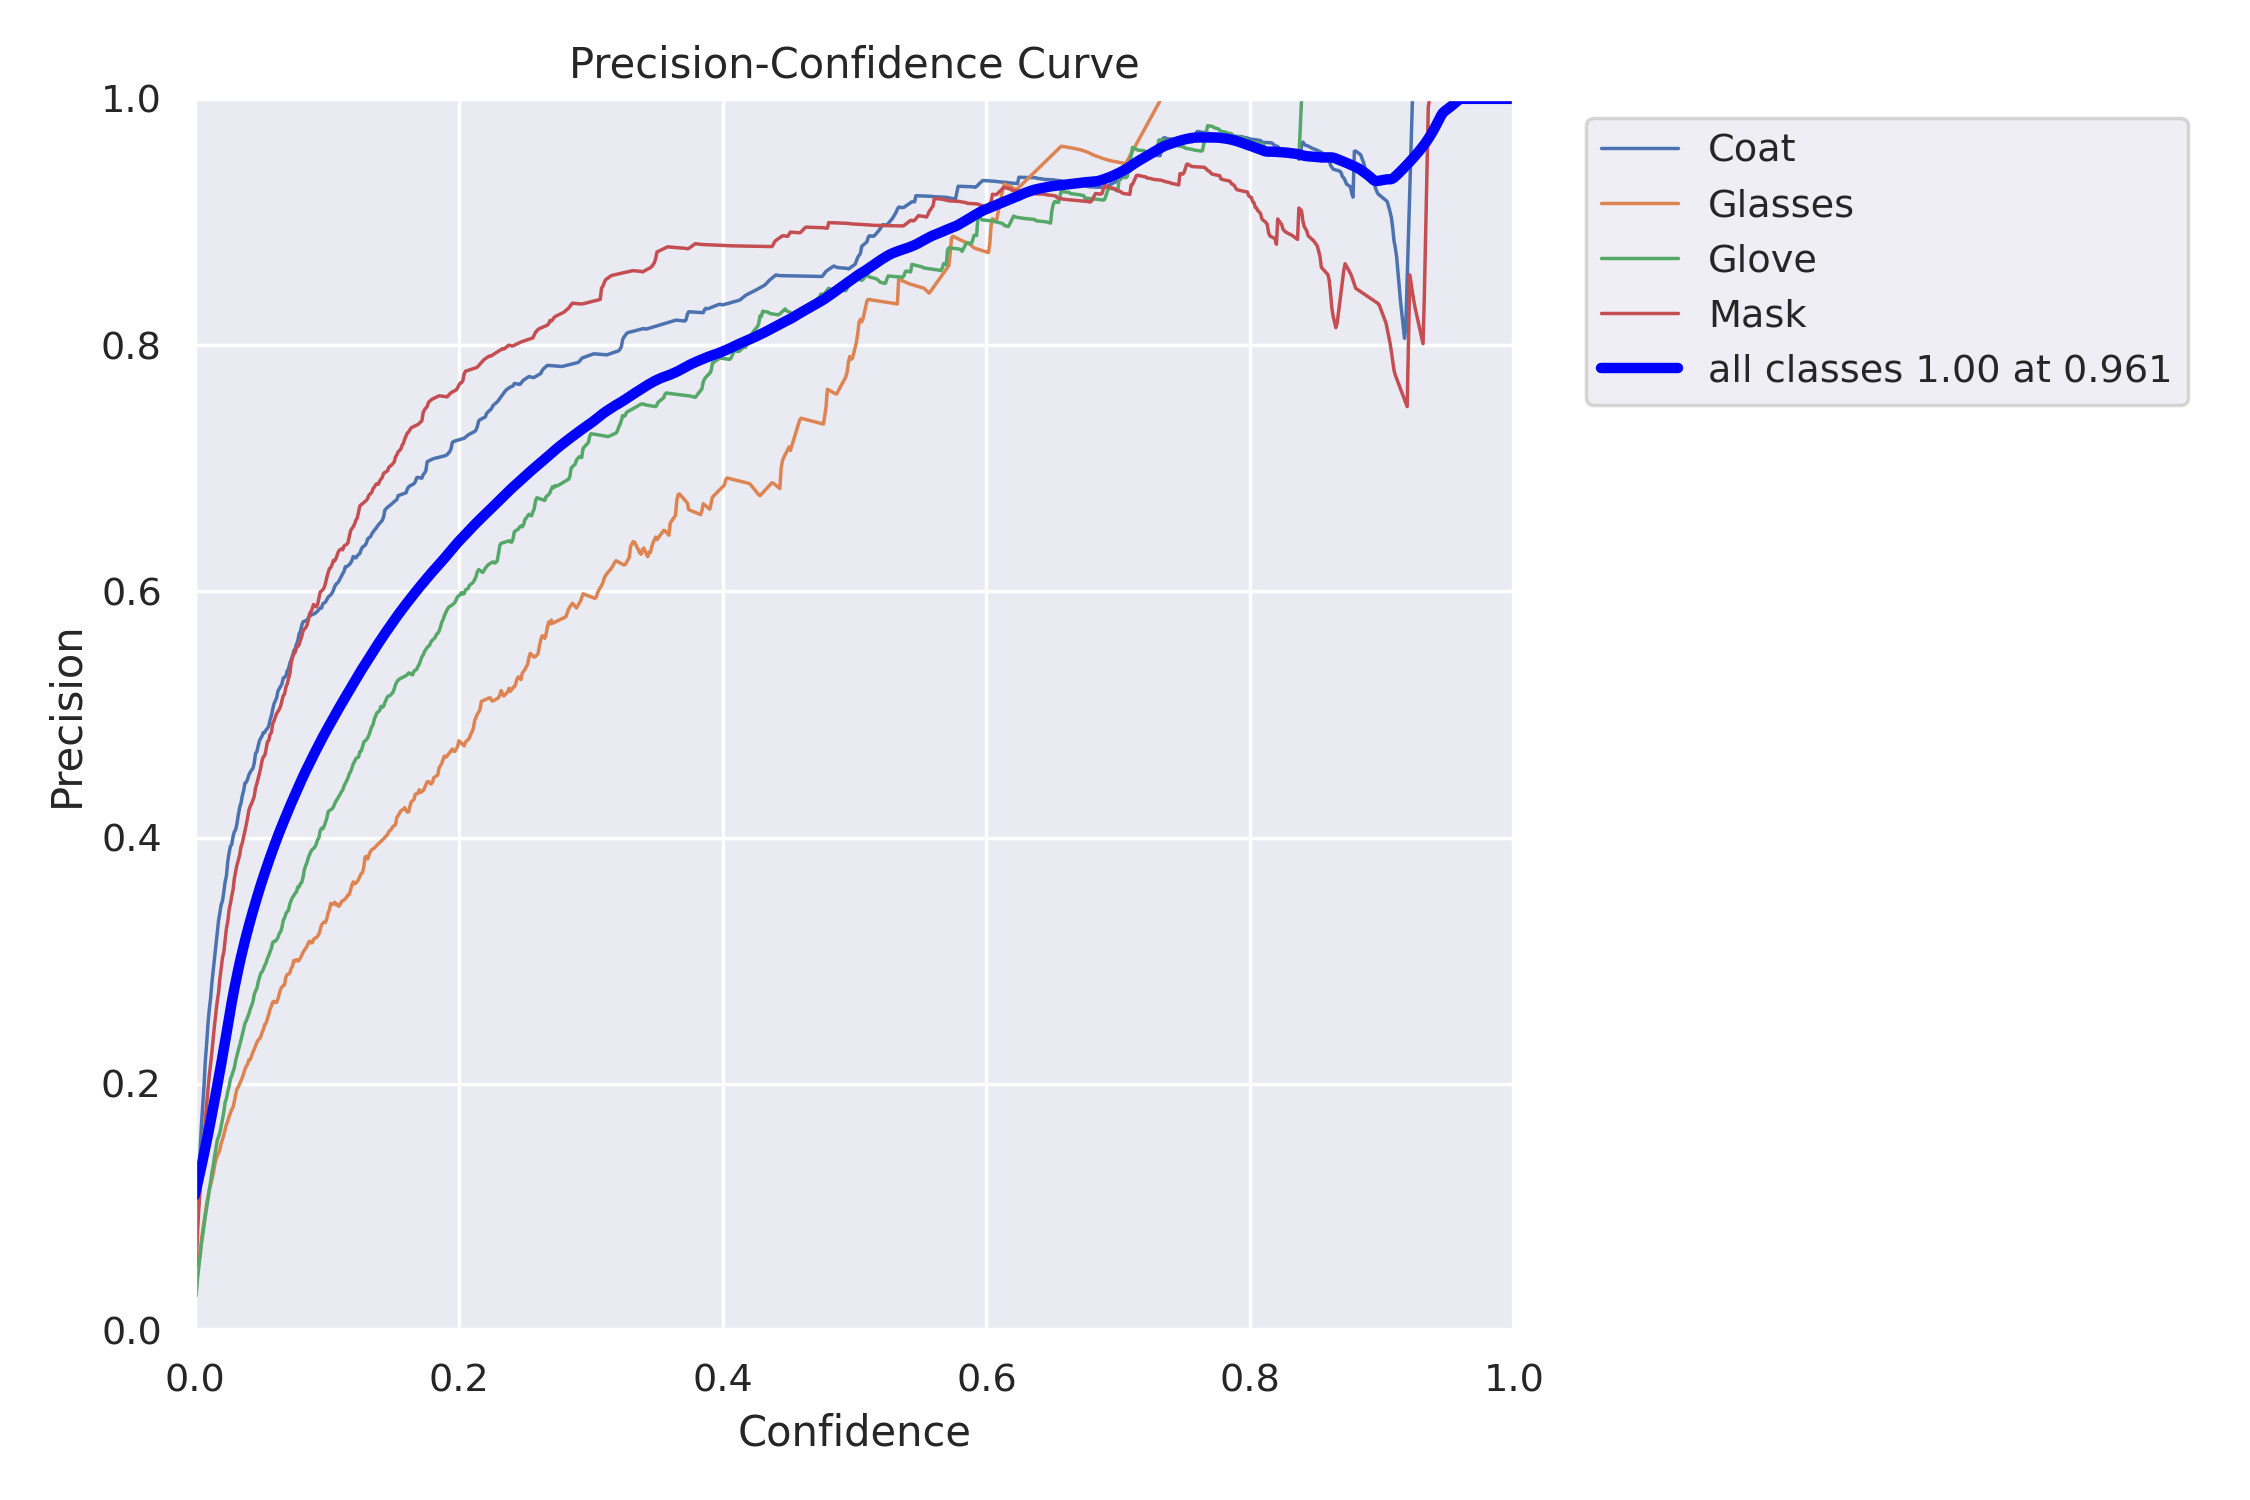 Precision-Confidence Curve
1.0
0.8
0.6
0.4
0.2
0.0
Precision
0.0 0.2 0.4 0.6 0.8 1.0
Confidence
Coat
Glasses
Glove
Mask
all classes 1.00 at 0.961